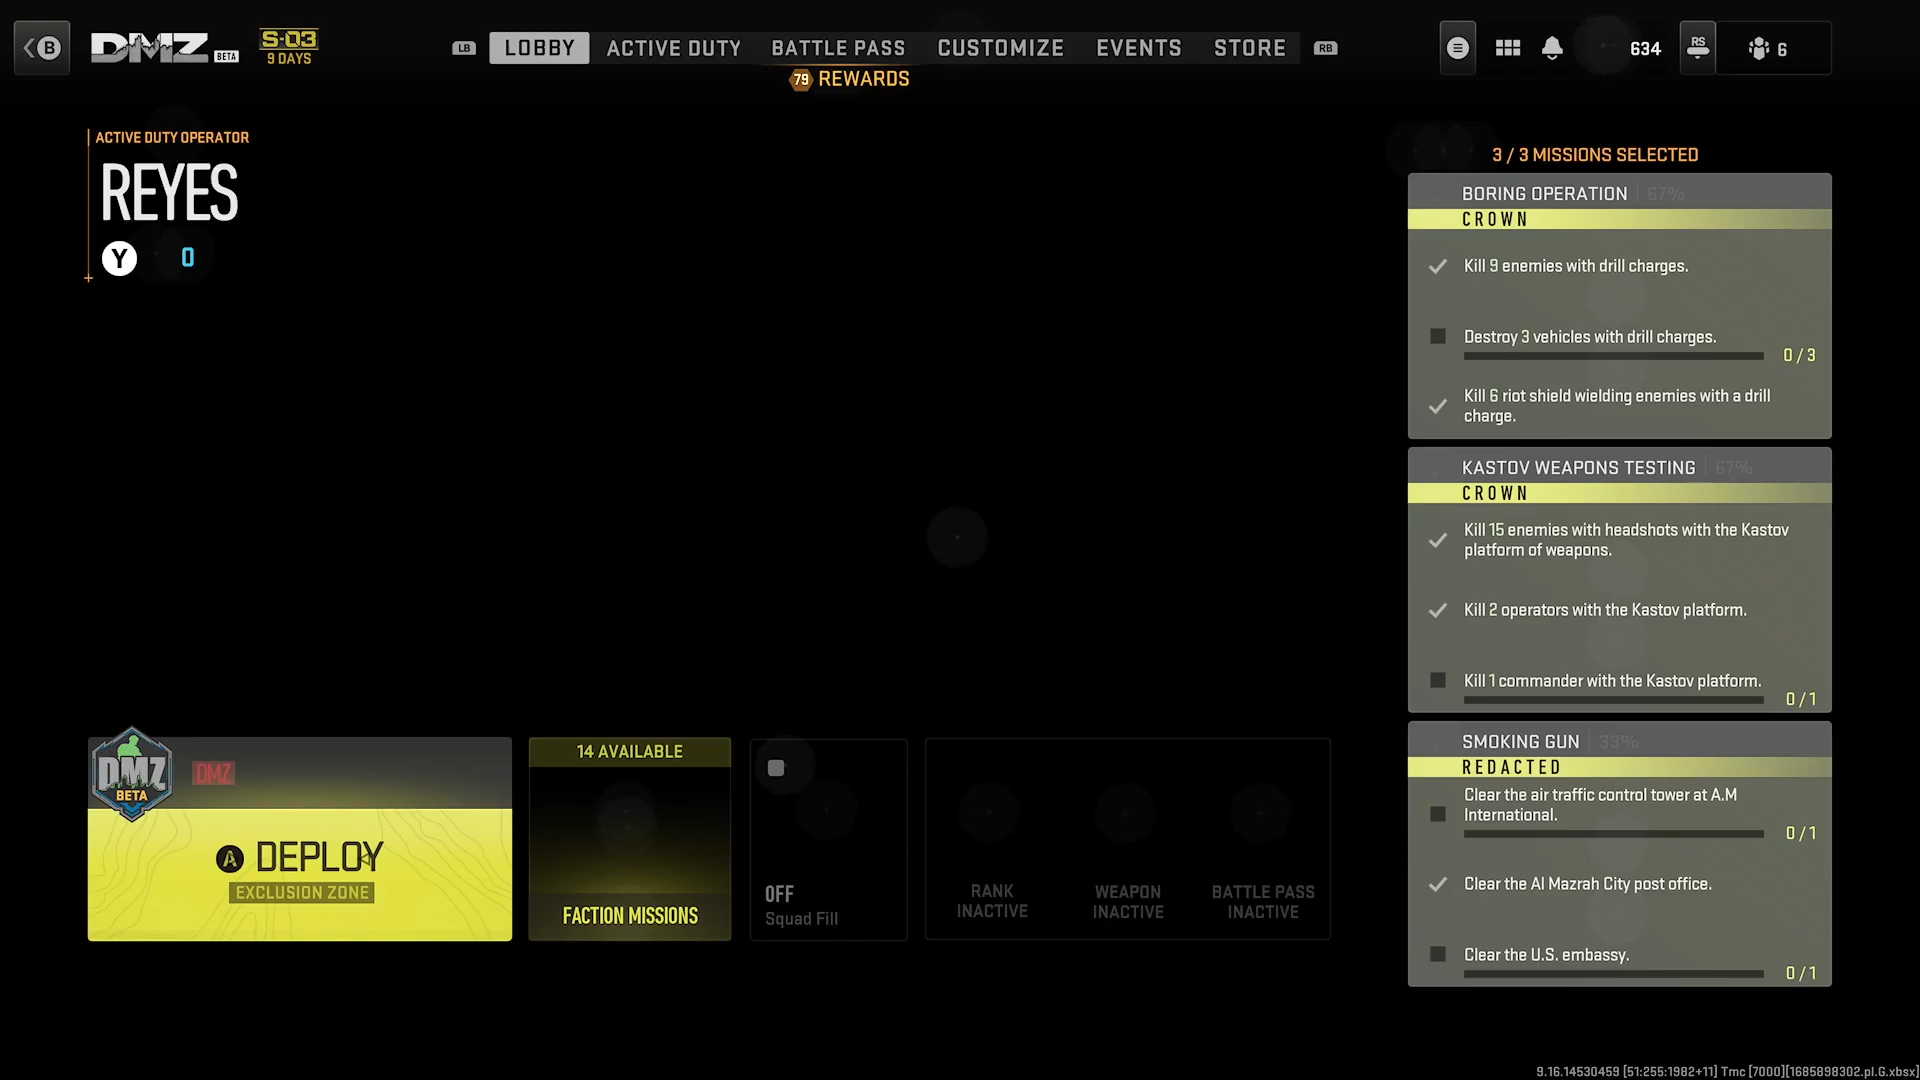 B
DMZ BETA
S-03
9 DAYS
LB
LOBBY
ACTIVE DUTY
BATTLE PASS
CUSTOMIZE
EVENTS
STORE
RB
79 REWARDS
634
RS
6
ACTIVE DUTY OPERATOR
REYES
Y 0
3 / 3 MISSIONS SELECTED
BORING OPERATION 67%
CROWN
Kill 9 enemies with drill charges.
Destroy 3 vehicles with drill charges.
0 / 3
Kill 6 riot shield wielding enemies with a drill
charge.
KASTOV WEAPONS TESTING 67%
CROWN
Kill 15 enemies with headshots with the Kastov
platform of weapons.
Kill 2 operators with the Kastov platform.
Kill 1 commander with the Kastov platform.
0 / 1
SMOKING GUN 33%
REDACTED
Clear the air traffic control tower at A.M
International.
0 / 1
Clear the Al Mazrah City post office.
Clear the U.S. embassy.
0 / 1
DMZ
BETA
DMZ
A DEPLOY
EXCLUSION ZONE
14 AVAILABLE
FACTION MISSIONS
OFF
Squad Fill
RANK
INACTIVE
WEAPON
INACTIVE
BATTLE PASS
INACTIVE
9.16.14530459 [51:255:1982+11] Tmc [7000][1685898302.pl.G.xbsx]